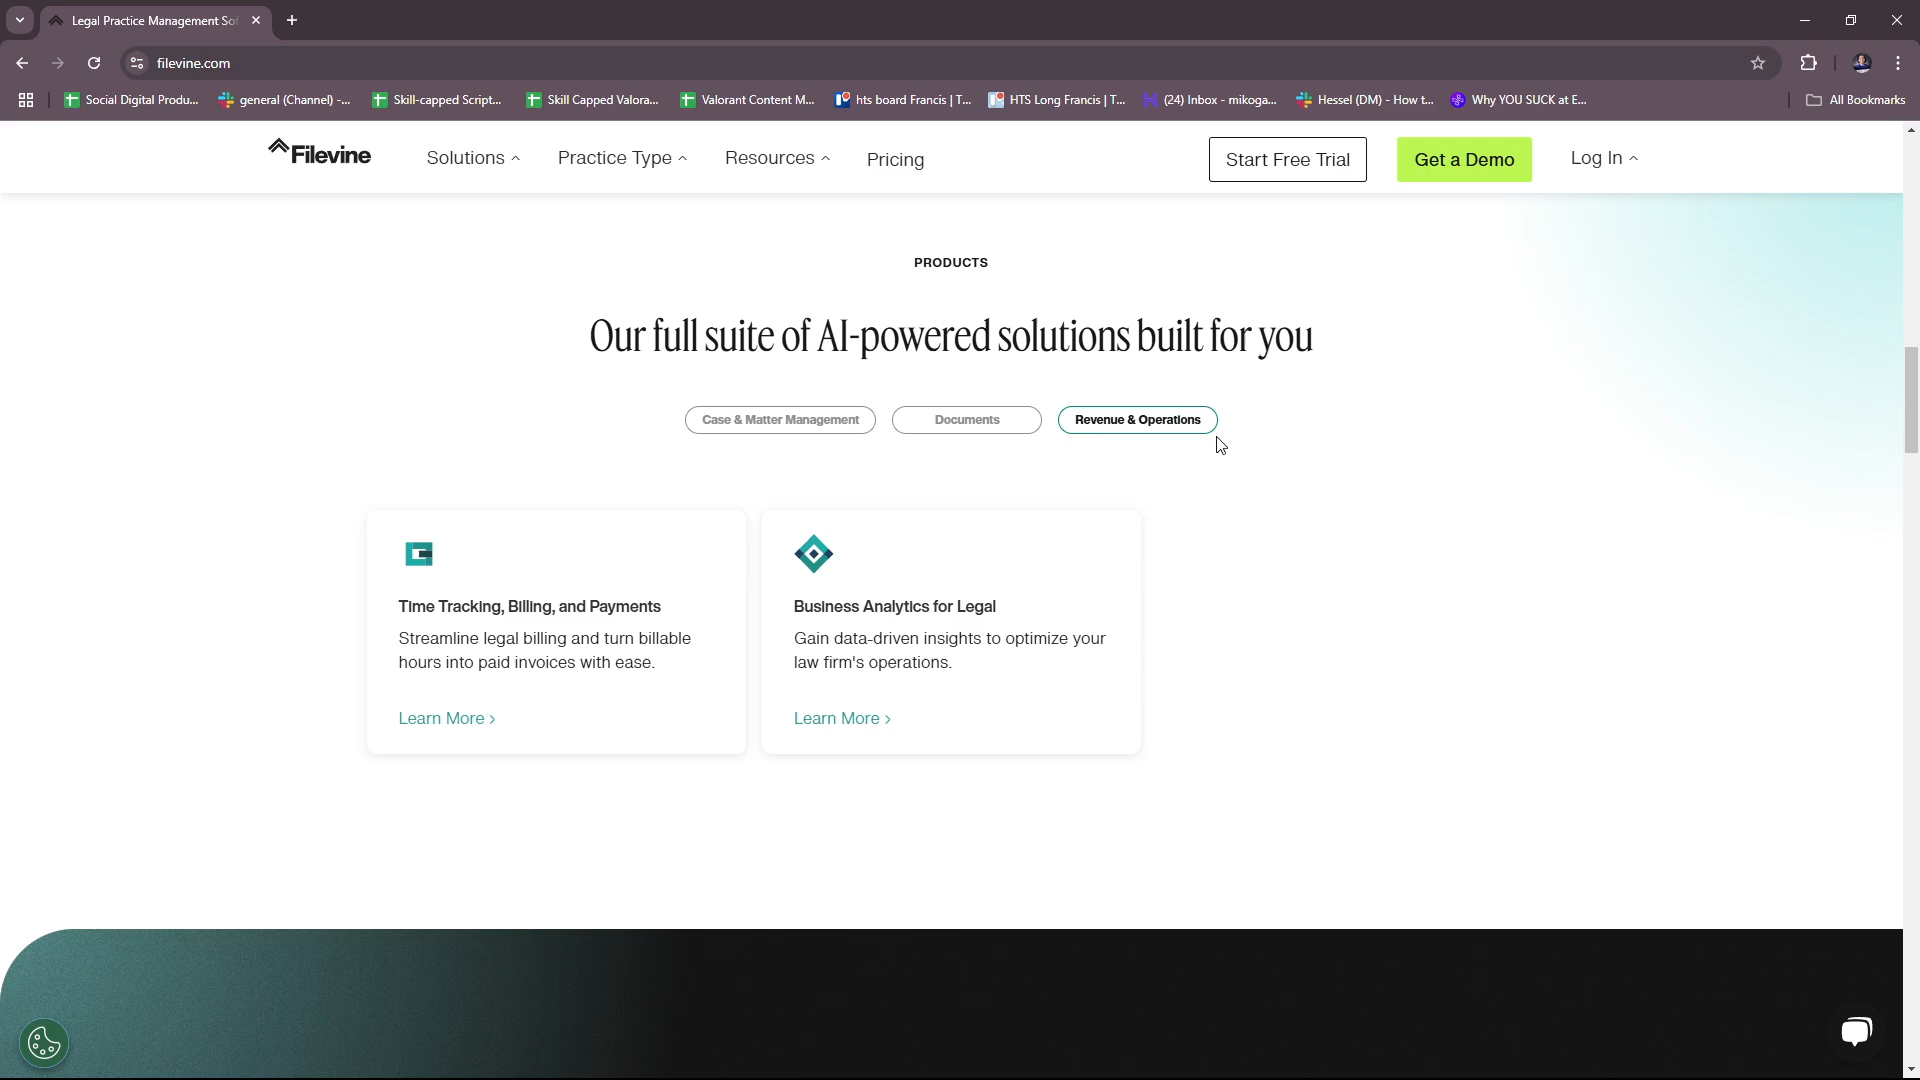 Legal Practice Management Sof
filevine.com
Social Digital Produ...
general (Channel) -...
Skill-capped Script...
Skill Capped Valora...
Valorant Content M...
hts board Francis | T...
HTS Long Francis | T...
(24) Inbox - mikoga...
Hessel (DM) - How t...
Why YOU SUCK at E...
All Bookmarks
Filevine
Solutions
Practice Type
Resources
Pricing
Start Free Trial
Get a Demo
Log In
PRODUCTS
Our full suite of AI-powered solutions built for you
Case & Matter Management
Documents
Revenue & Operations
Time Tracking, Billing, and Payments
Streamline legal billing and turn billable
hours into paid invoices with ease.
Learn More >
Business Analytics for Legal
Gain data-driven insights to optimize your
law firm's operations.
Learn More >